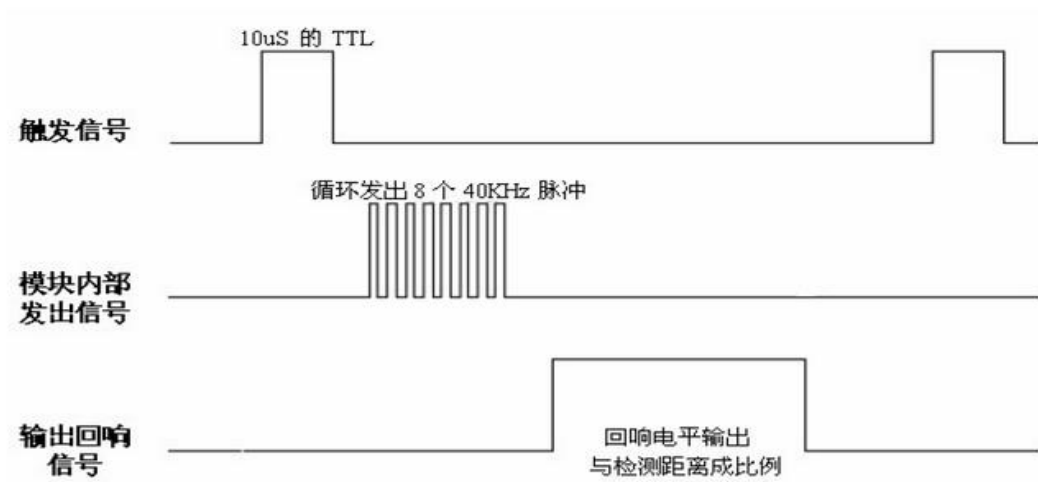 10uS 的 TTL
触发信号
循环发出 8 个 40KHz 脉冲
模块内部
发出信号
输出回响
信号
回响电平输出
与检测距离成比例